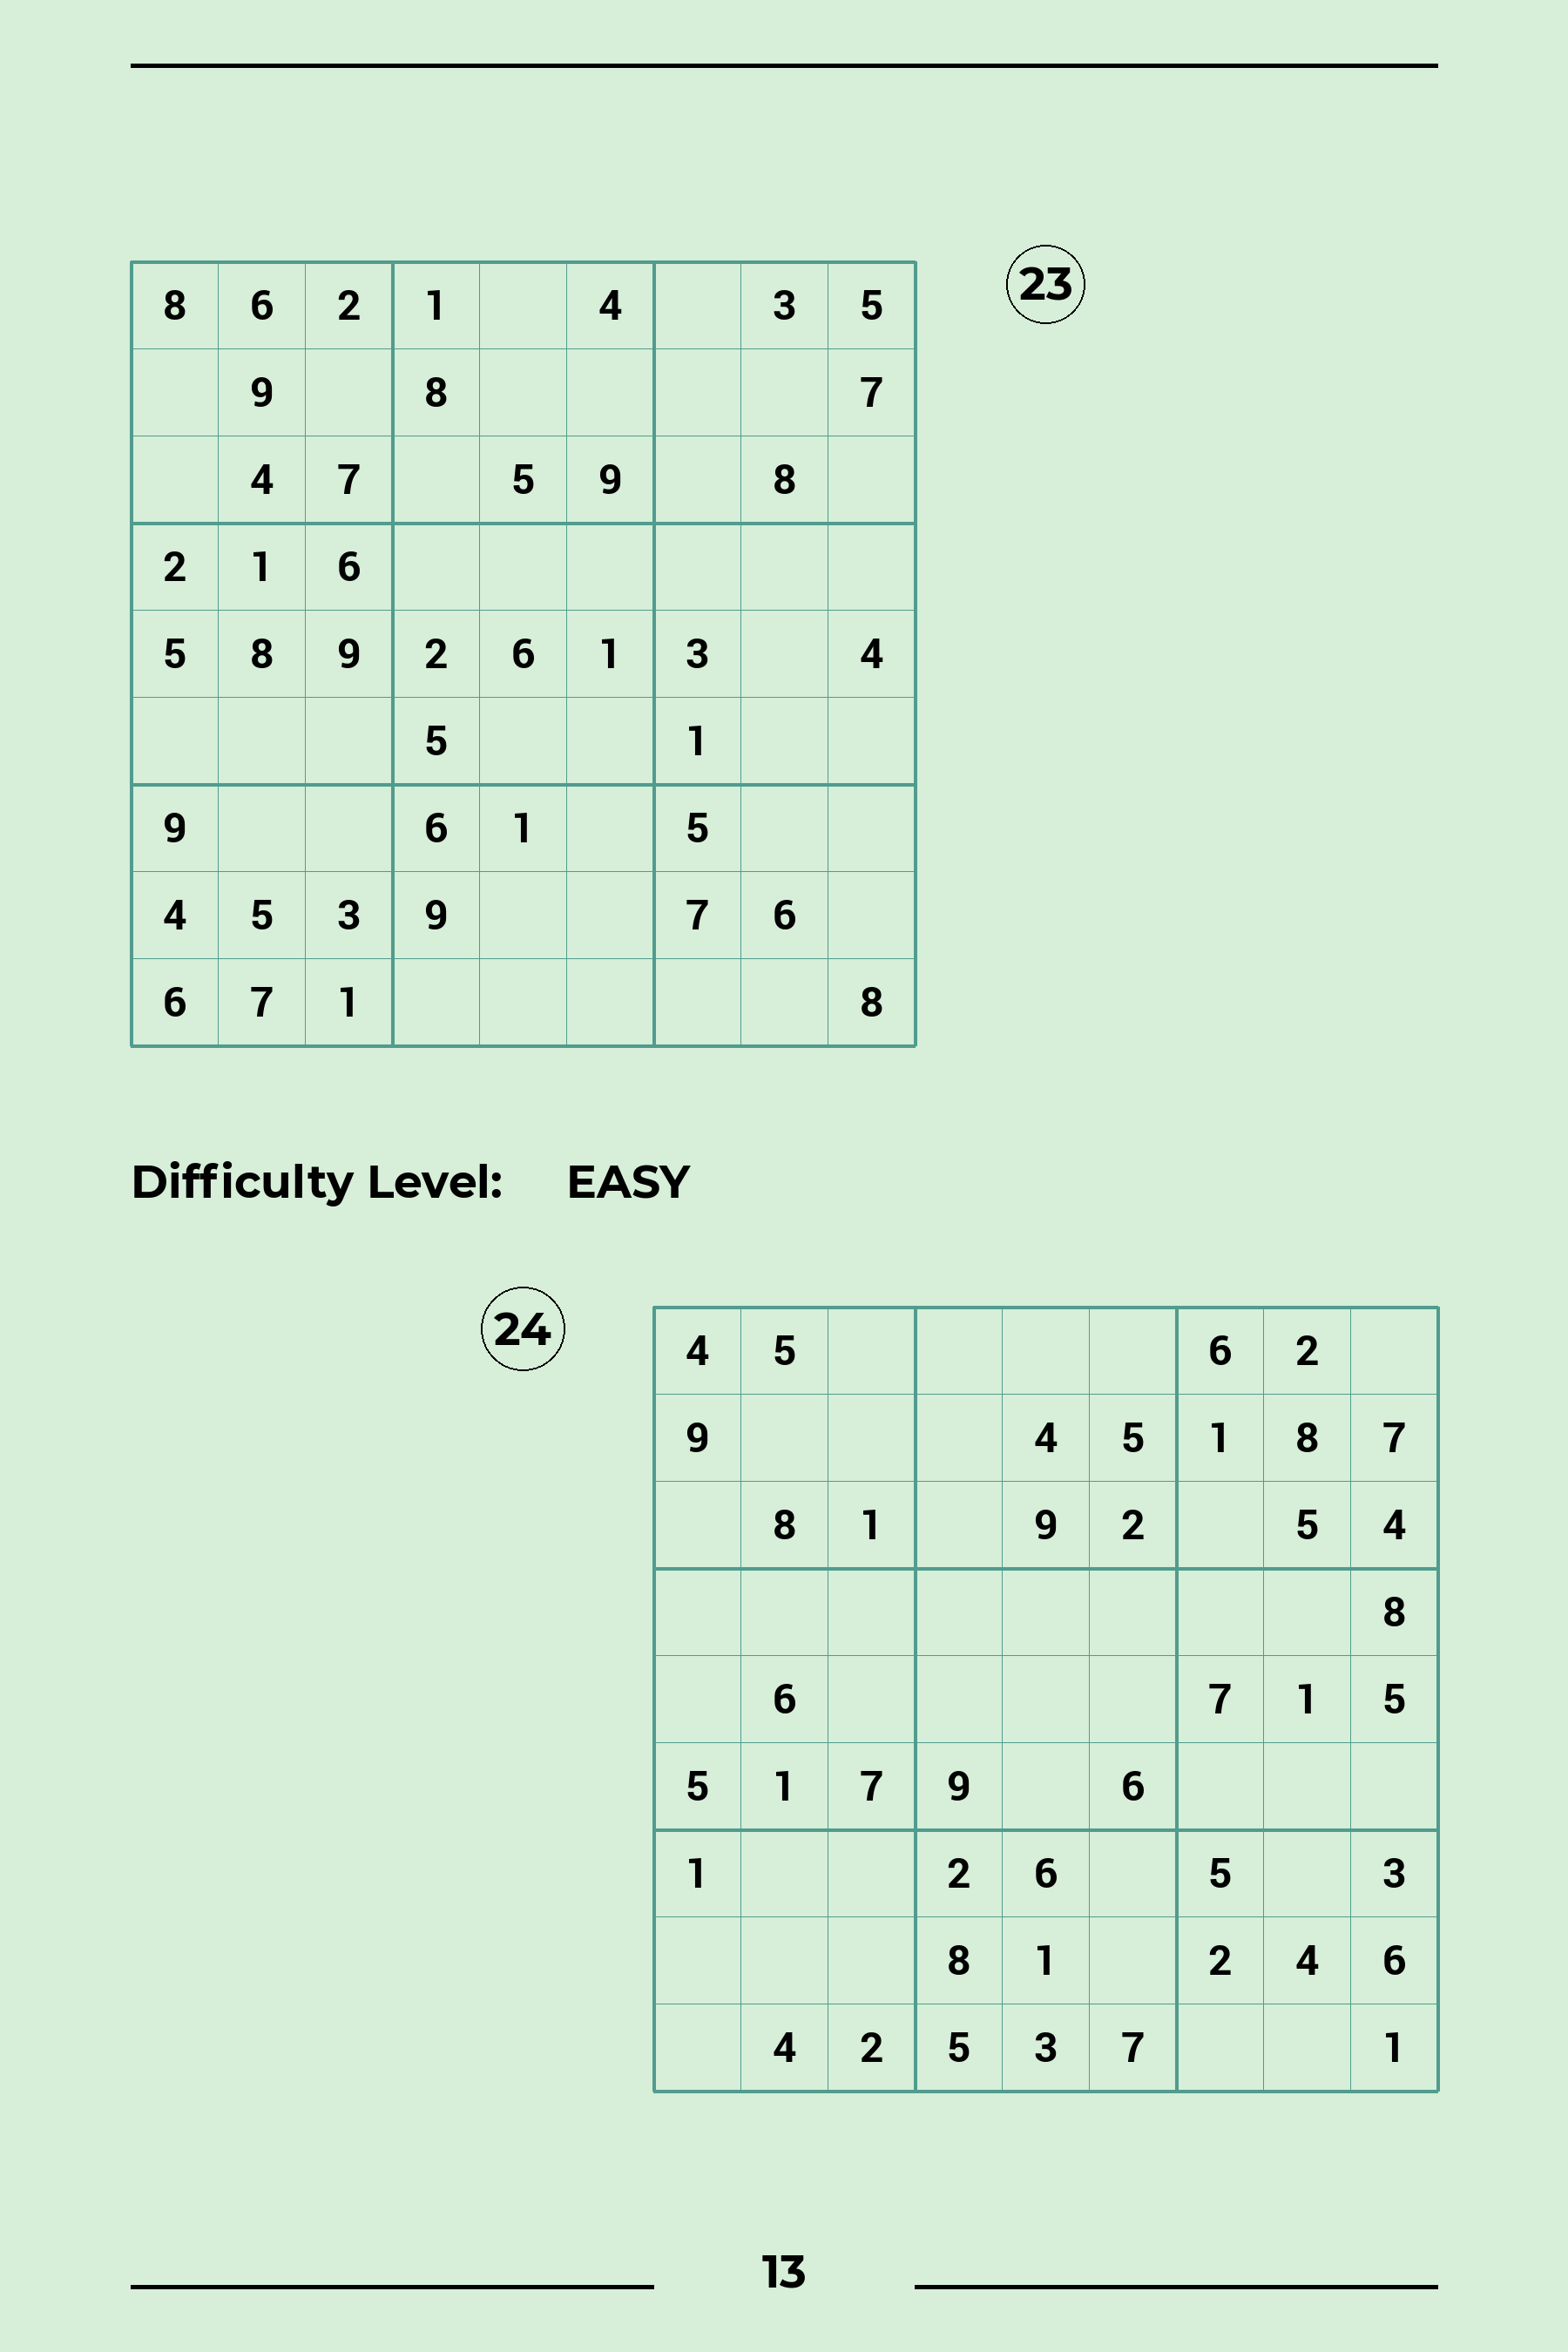 23
8 6 2 1 4 3 5
9 8 7
4 7 5 9 8
2 1 6
5 8 9 2 6 1 3 4
5 1
9 6 1 5
4 5 3 9 7 6
6 7 1 8
Difficulty Level: EASY
24
4 5 6 2
9 4 5 1 8 7
8 1 9 2 5 4
8
6 7 1 5
5 1 7 9 6
1 2 6 5 3
8 1 2 4 6
4 2 5 3 7 1
13